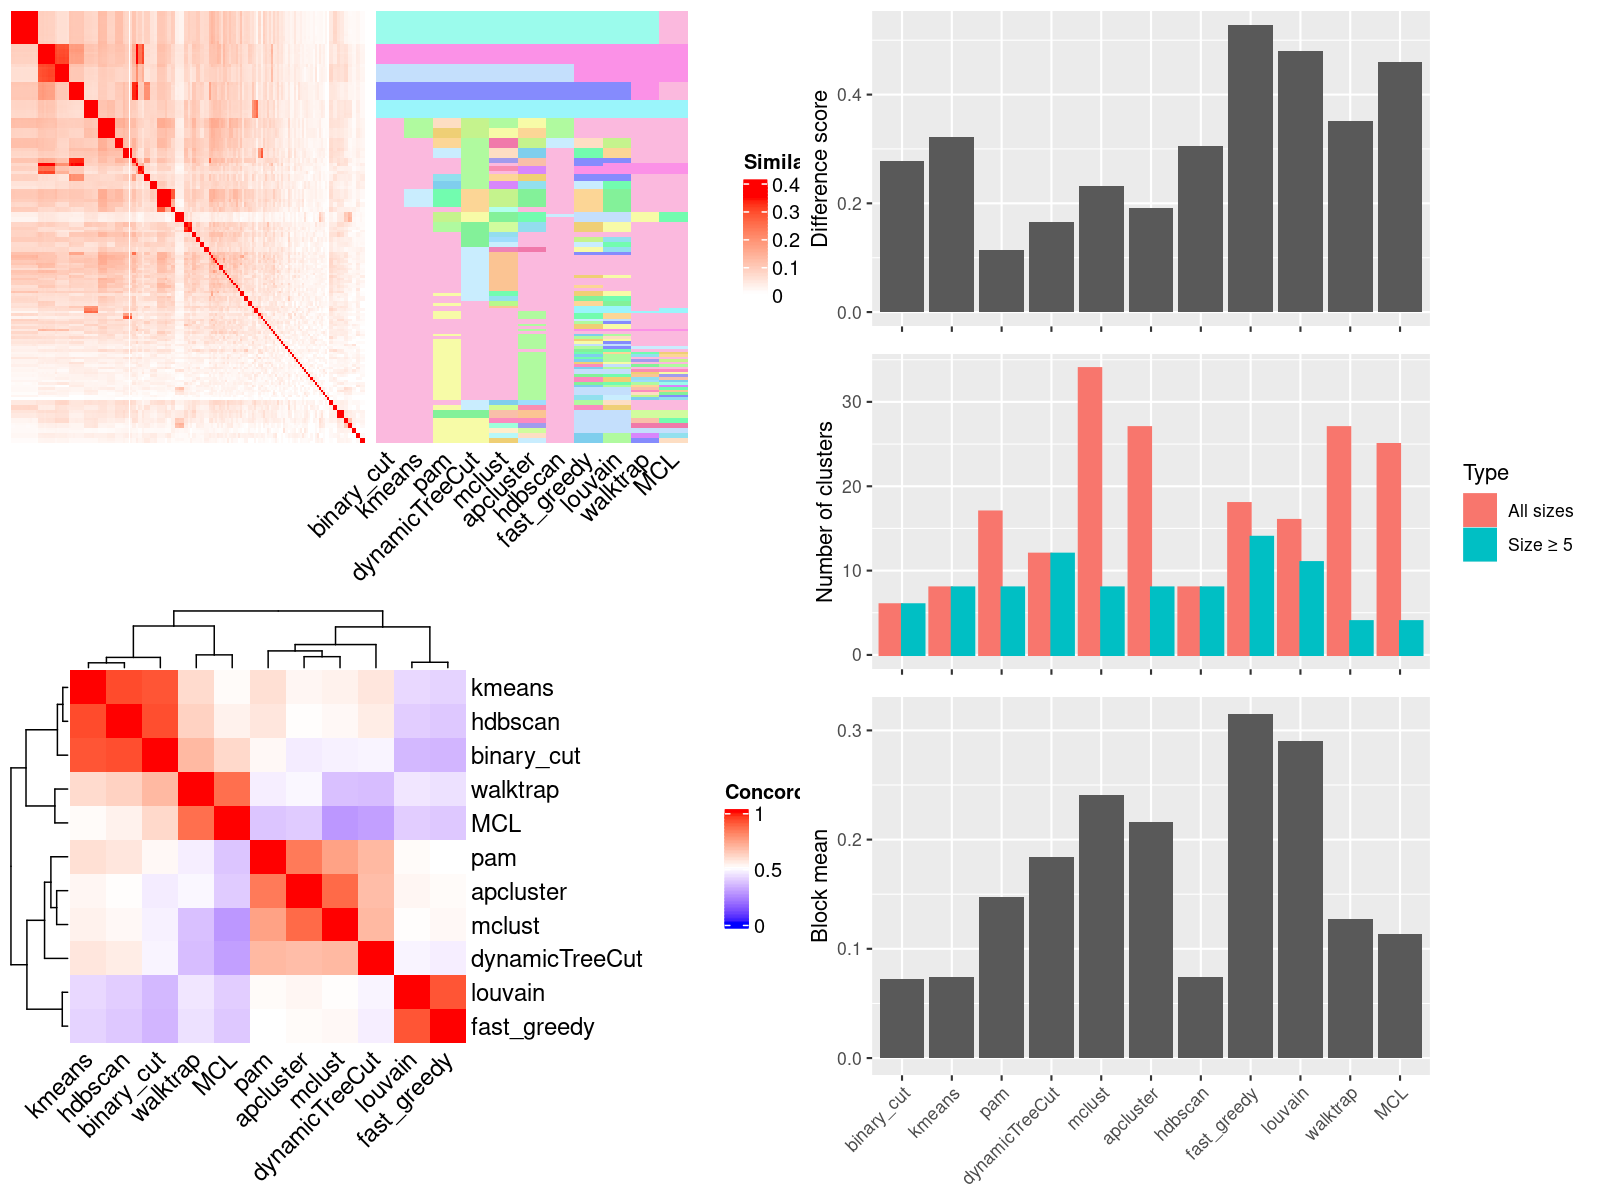 Simila
0.4
0.3
0.2
0.1
0
binary_cut
kmeans
pam
dynamicTreeCut
mclust
apcluster
hdbscan
fast_greedy
louvain
walktrap
MCL
Difference score
0.4
0.2
0.0
Number of clusters
30
20
10
0
Type
All sizes
Size ≥ 5
kmeans
hdbscan
binary_cut
walktrap
MCL
pam
apcluster
mclust
dynamicTreeCut
louvain
fast_greedy
kmeans
hdbscan
binary_cut
walktrap
MCL
pam
apcluster
mclust
dynamicTreeCut
louvain
fast_greedy
Concord
1
0.5
0
Block mean
0.3
0.2
0.1
0.0
binary_cut
kmeans
pam
dynamicTreeCut
mclust
apcluster
hdbscan
fast_greedy
louvain
walktrap
MCL